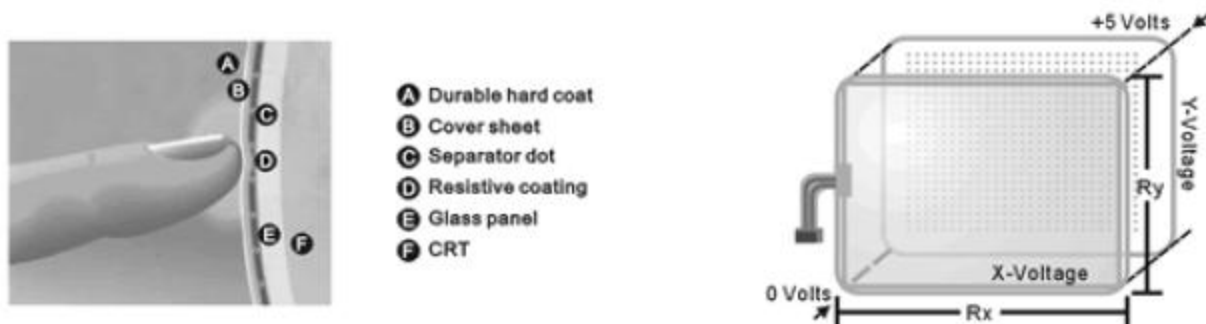 A
B
C
D
E
F
A Durable hard coat
B Cover sheet
C Separator dot
D Resistive coating
E Glass panel
F CRT
+5 Volts
Y-Voltage
Ry
X-Voltage
0 Volts
Rx